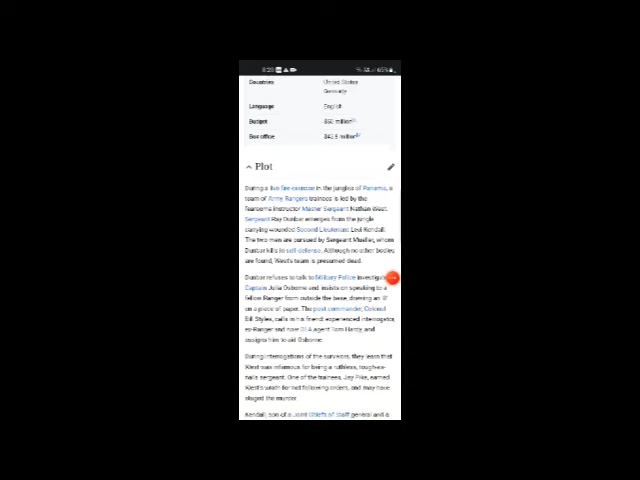 Countries United States
Germany
Language English
Budget $50 million
Box office
Plot
During a live fire exercise in the jungles of Panama, a
team of Army Rangers trainees is led by the
fearsome instructor Master Sergeant Nathan West.
Sergeant Ray Dunbar emerges from the jungle
carrying wounded Second Lieutenant Levi Kendall.
The two men are pursued by Sergeant Mueller, whom
Dunbar kills in self-defense. Although no other bodies
are found, West's team is presumed dead.
Dunbar refuses to talk to Military Police
Captain Julia Osborne and insists on speaking to a
fellow Ranger from outside the base, drawing an
on a piece of paper. The post commander, Colonel
Bill Styles, calls in his friend experienced interrogator,
ex-Ranger and now DEA agent Tom Hardy, and
assigns him to aid Osborne.
During interrogations of the survivors, they learn that
West was infamous for being a ruthless, tough-as-
nails sergeant. One of the trainees, Jay Pike, earned
West's wrath for not following orders, and may have
staged the murder
Kendall, son of a Joint Chiefs of Staff general and a